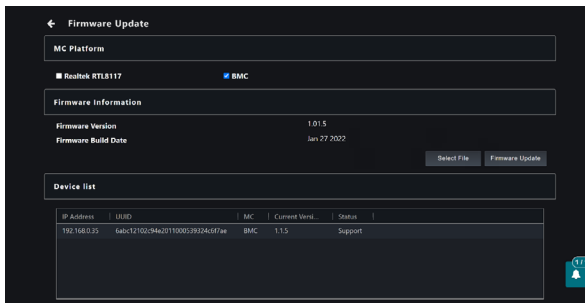 Firmware Update
MC Platform
Realtek RTL8117 BMC
Firmware Information
Firmware Version 1.01.5
Firmware Build Date Jan 27 2022
Select File Firmware Update
Device list
IP Address UUID MC Current Versi... Status
192.168.0.35 6abc12102c94e2011000539324c6f7ae BMC 1.1.5 Support